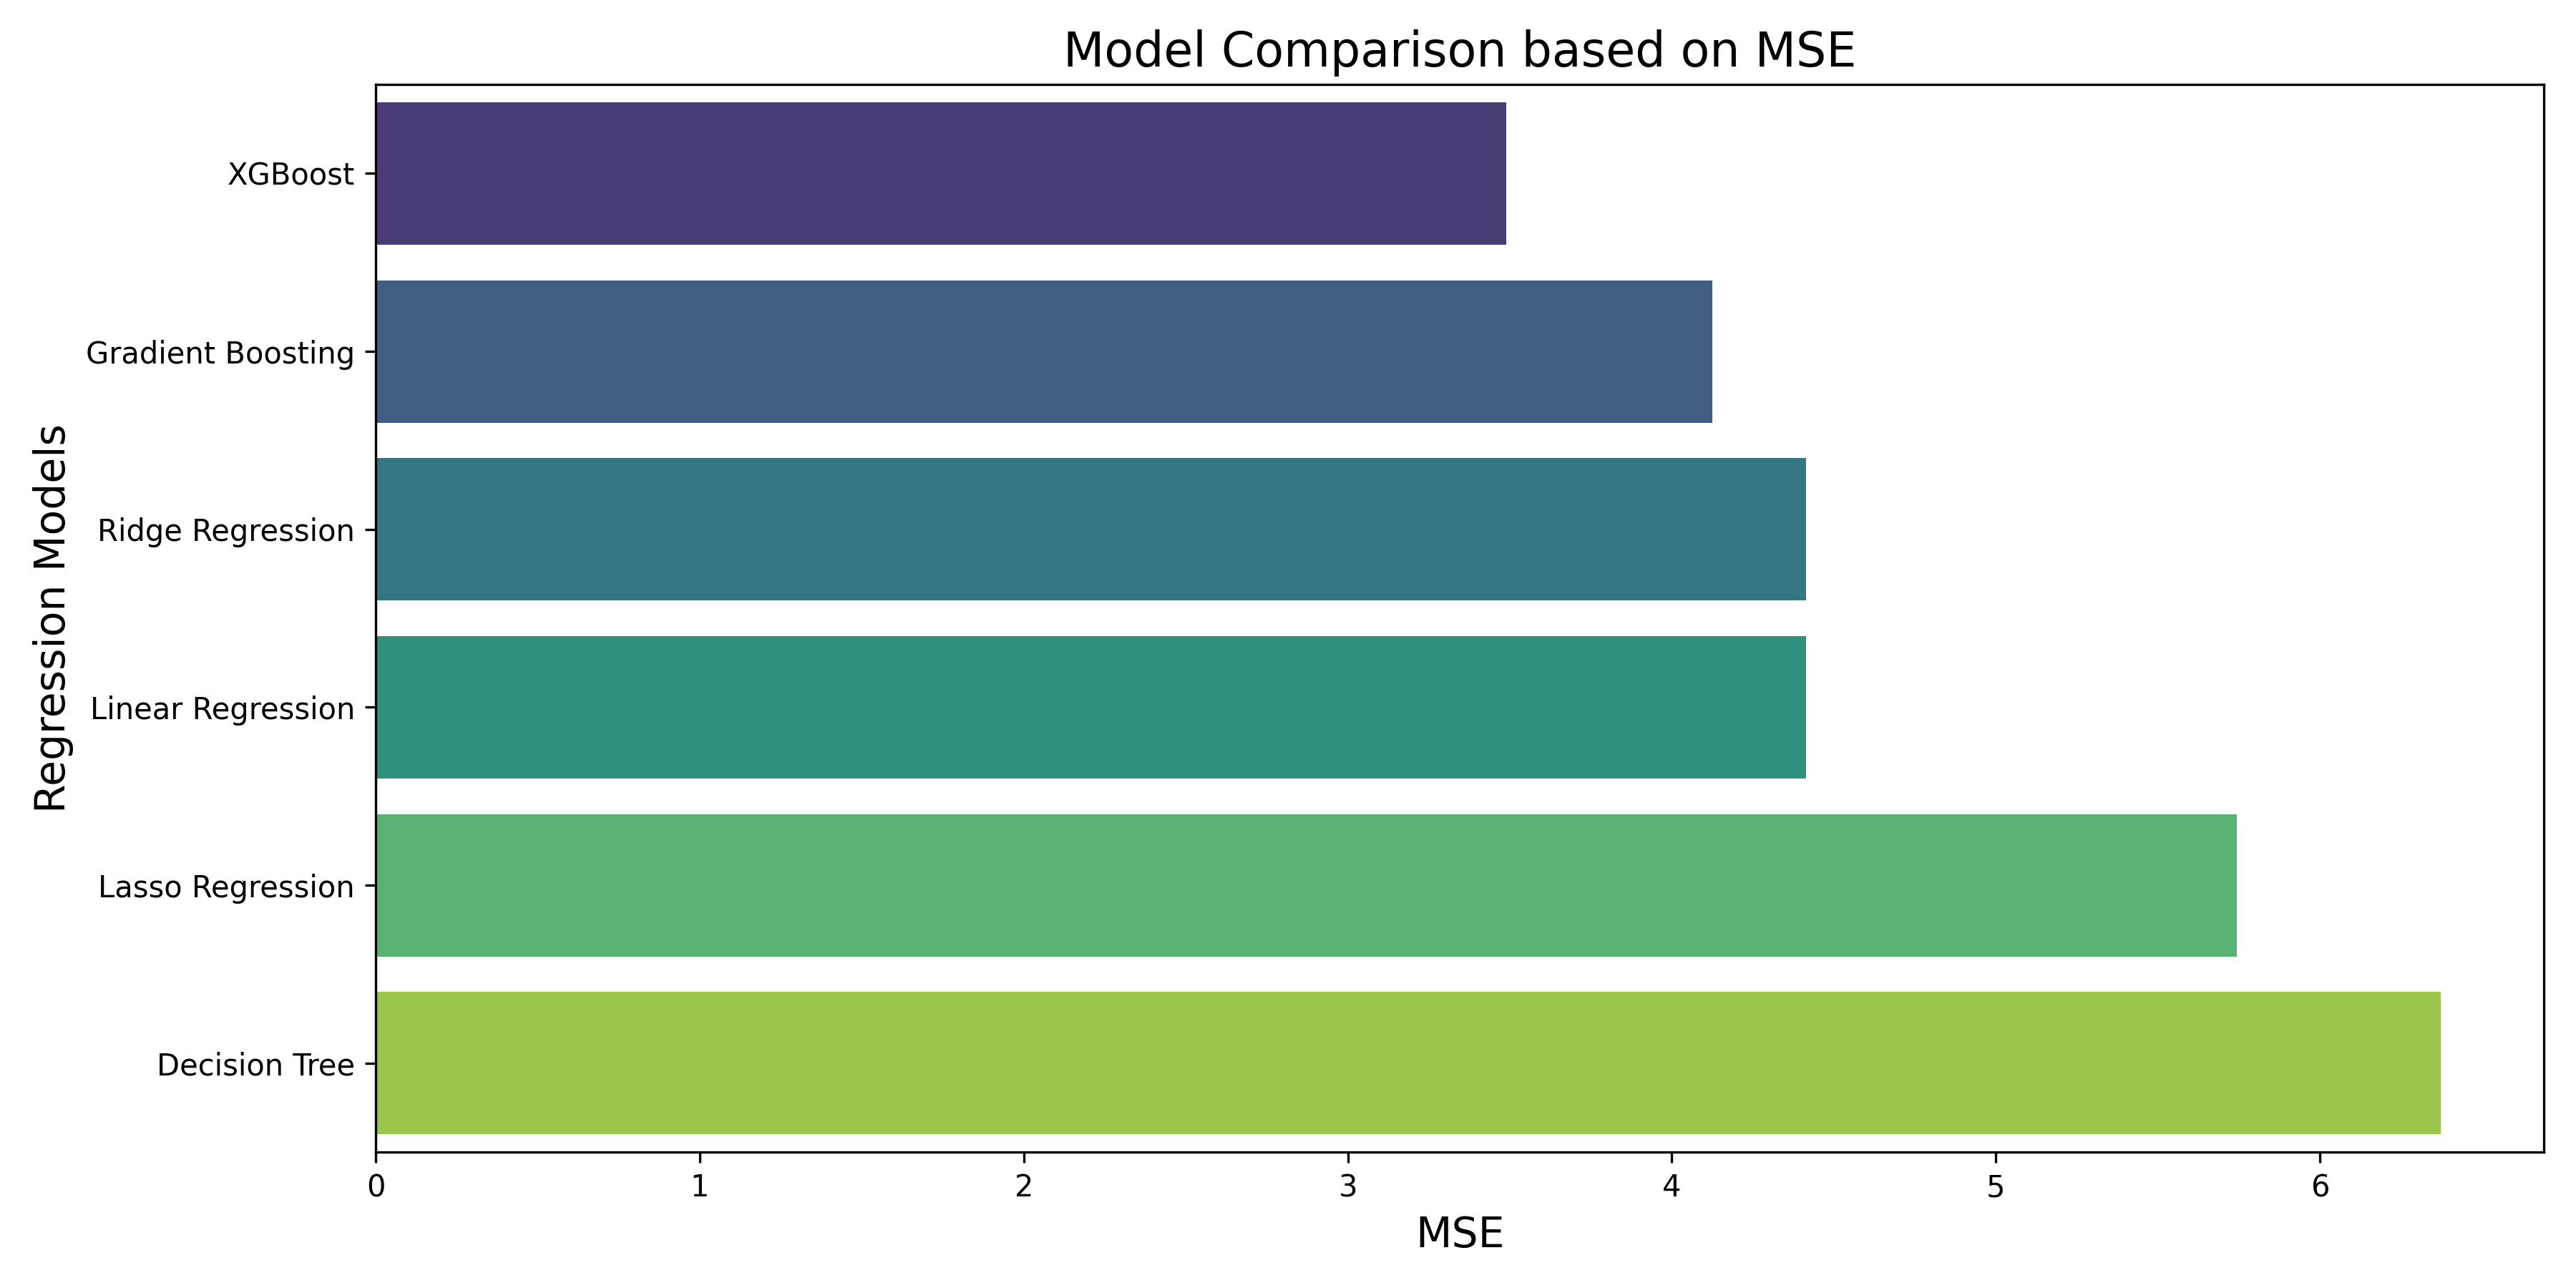 Model Comparison based on MSE
Regression Models
XGBoost
Gradient Boosting
Ridge Regression
Linear Regression
Lasso Regression
Decision Tree
0 1 2 3 4 5 6
MSE